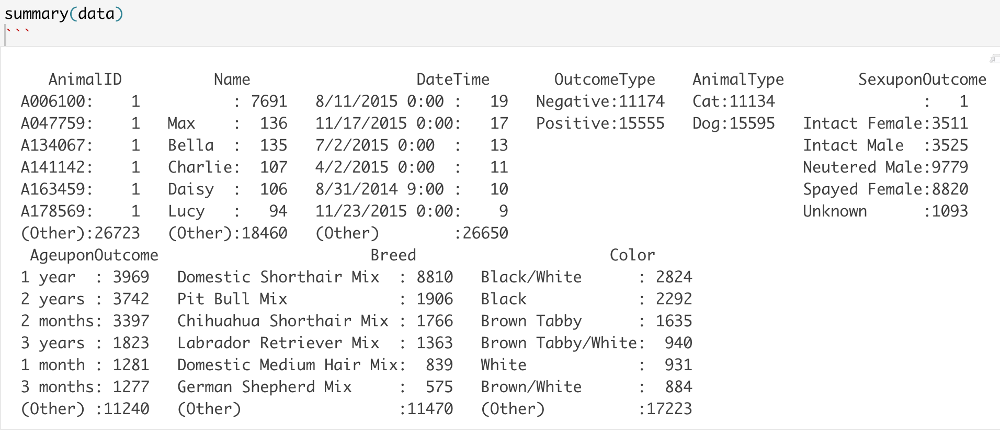 summary(data)
```
AnimalID Name DateTime OutcomeType AnimalType SexuponOutcome
A006100: 1 : 7691 8/11/2015 0:00 : 19 Negative:11174 Cat:11134 : 1
A047759: 1 Max : 136 11/17/2015 0:00: 17 Positive:15555 Dog:15595 Intact Female:3511
A134067: 1 Bella : 135 7/2/2015 0:00 : 13 Intact Male :3525
A141142: 1 Charlie: 107 4/2/2015 0:00 : 11 Neutered Male:9779
A163459: 1 Daisy : 106 8/31/2014 9:00 : 10 Spayed Female:8820
A178569: 1 Lucy : 94 11/23/2015 0:00: 9 Unknown :1093
(Other):26723 (Other):18460 (Other) :26650
AgeuponOutcome Breed Color
1 year : 3969 Domestic Shorthair Mix : 8810 Black/White : 2824
2 years : 3742 Pit Bull Mix : 1906 Black : 2292
2 months: 3397 Chihuahua Shorthair Mix : 1766 Brown Tabby : 1635
3 years : 1823 Labrador Retriever Mix : 1363 Brown Tabby/White: 940
1 month : 1281 Domestic Medium Hair Mix: 839 White : 931
3 months: 1277 German Shepherd Mix : 575 Brown/White : 884
(Other) :11240 (Other) :11470 (Other) :17223